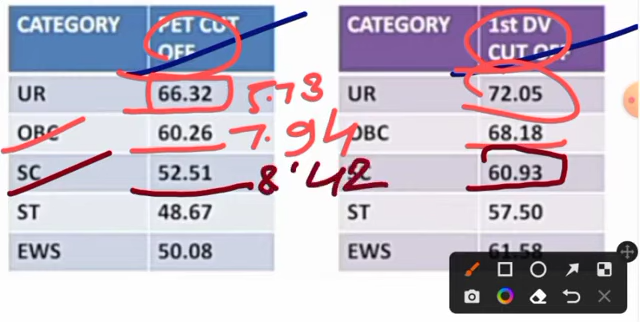 CATEGORY PET CUT OFF
UR 66.32 5.73
OBC 60.26 7.94
SC 52.51 8.42
ST 48.67
EWS 50.08
CATEGORY 1st DV CUT OFF
UR 72.05
OBC 68.18
SC 60.93
ST 57.50
EWS 61.58